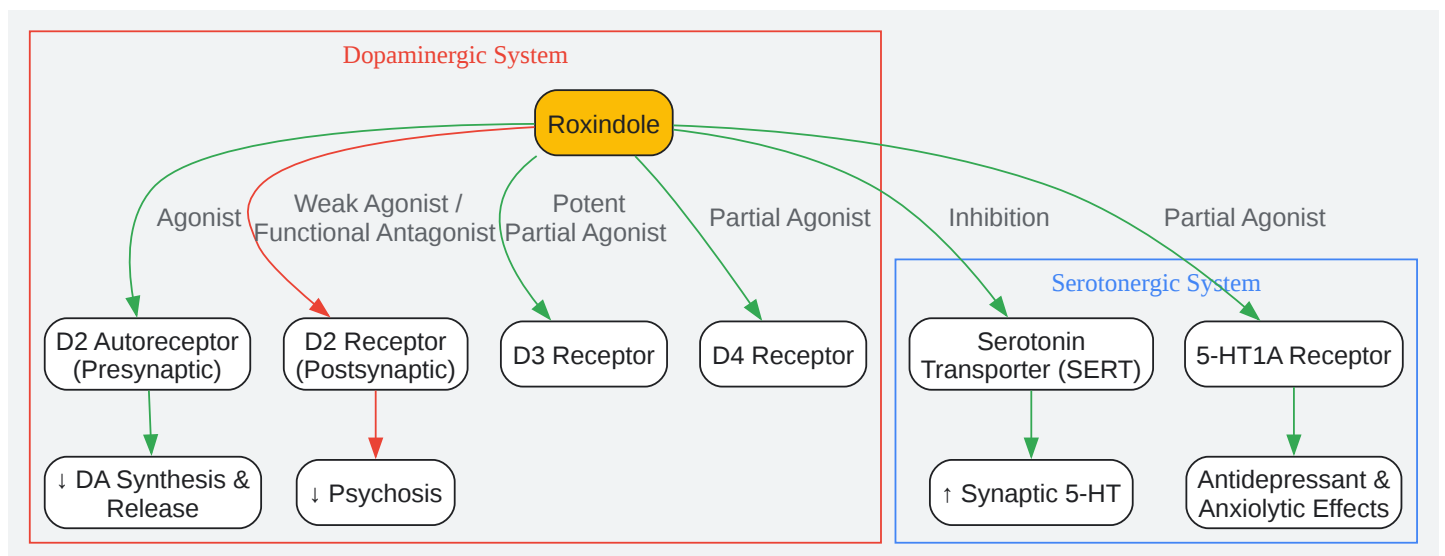 Dopaminergic System
Roxindole
Agonist
Weak Agonist /
Functional Antagonist
Potent
Partial Agonist
Partial Agonist
Inhibition
Partial Agonist
Serotonergic System
D2 Autoreceptor
(Presynaptic)
D2 Receptor
(Postsynaptic)
D3 Receptor
D4 Receptor
Serotonin
Transporter (SERT)
5-HT1A Receptor
↓ DA Synthesis &
Release
↓ Psychosis
↑ Synaptic 5-HT
Antidepressant &
Anxiolytic Effects